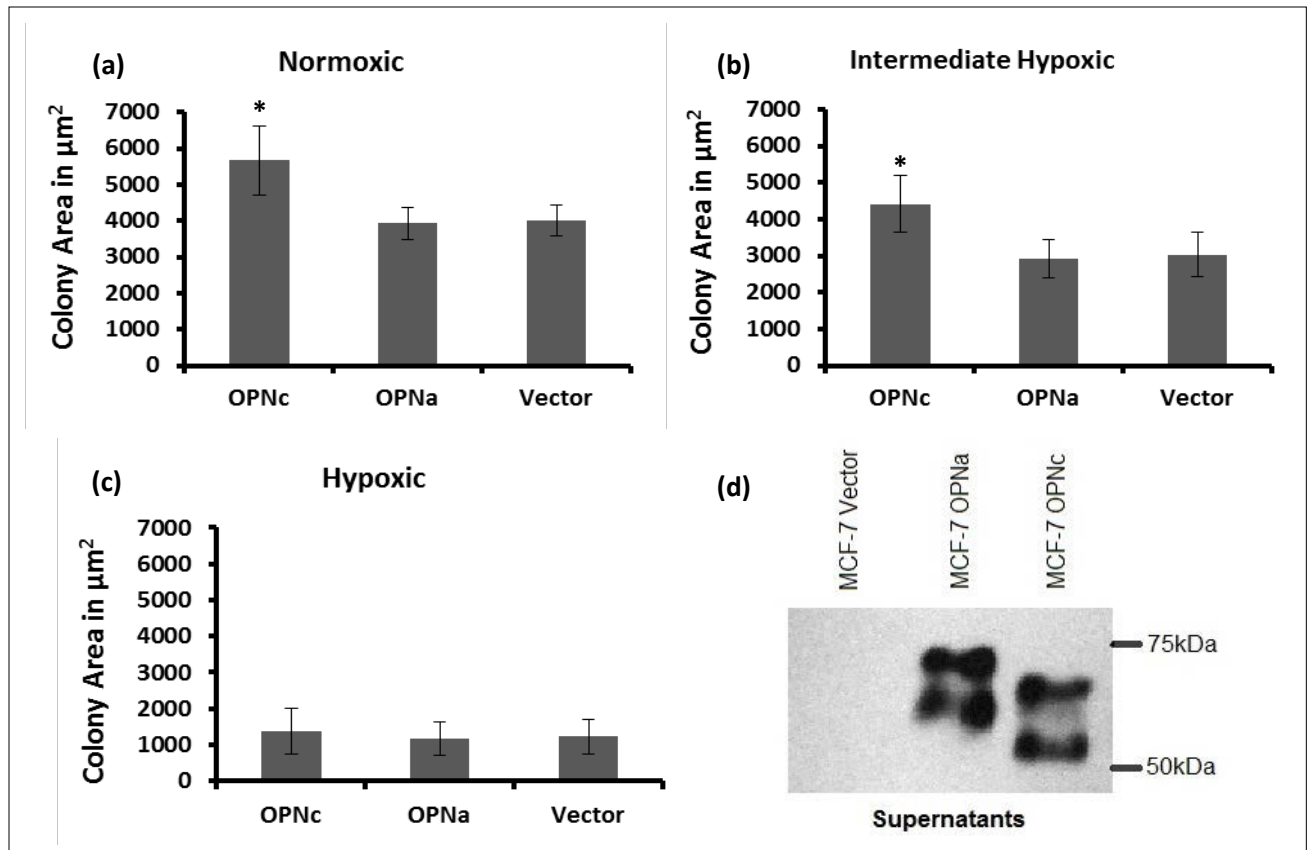 (a)
Normoxic
Colony Area in µm²
7000
6000
5000
4000
3000
2000
1000
0
*
OPNc OPNa Vector
(b)
Intermediate Hypoxic
Colony Area in µm²
7000
6000
5000
4000
3000
2000
1000
0
*
OPNc OPNa Vector
(c)
Hypoxic
Colony Area in µm²
7000
6000
5000
4000
3000
2000
1000
0
OPNc OPNa Vector
(d)
MCF-7 Vector
MCF-7 OPNa
MCF-7 OPNc
75kDa
50kDa
Supernatants